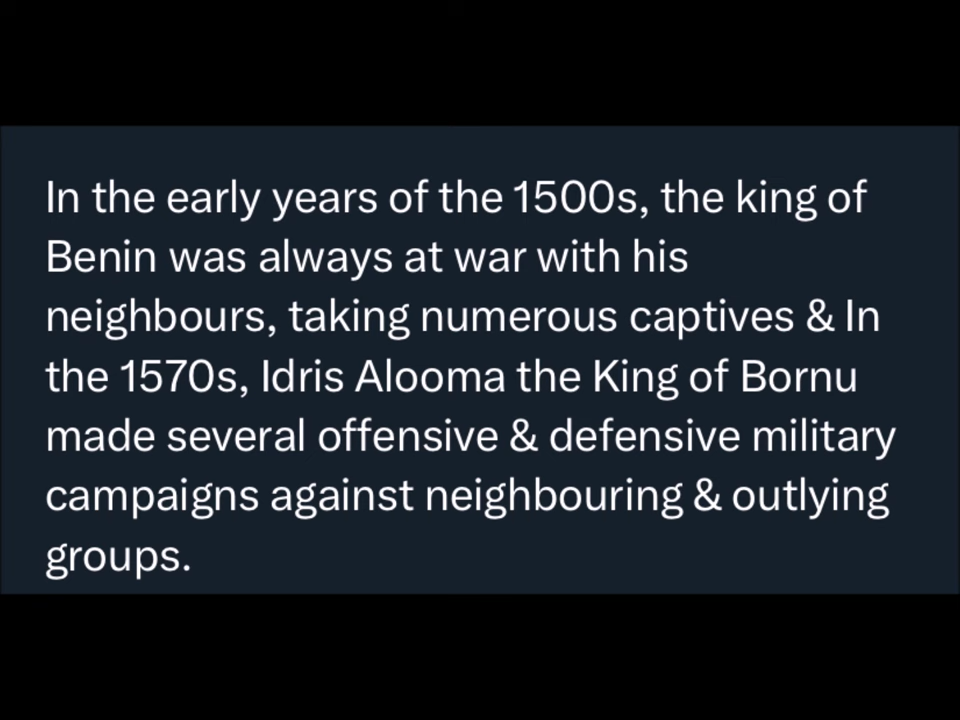 In the early years of the 1500s, the king of
Benin was always at war with his
neighbours, taking numerous captives & In
the 1570s, Idris Alooma the King of Bornu
made several offensive & defensive military
campaigns against neighbouring & outlying
groups.